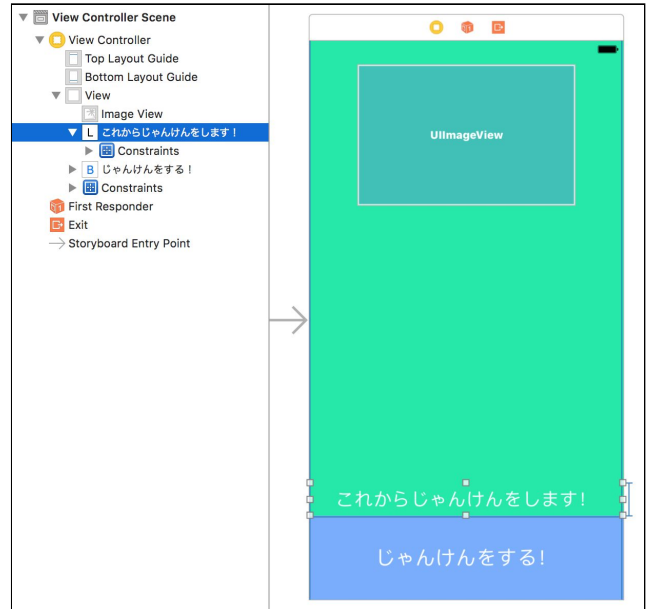 View Controller Scene
View Controller
Top Layout Guide
Bottom Layout Guide
View
Image View
L これからじゃんけんをします！
Constraints
B じゃんけんをする！
Constraints
First Responder
Exit
Storyboard Entry Point
UIImageView
これからじゃんけんをします!
じゃんけんをする!